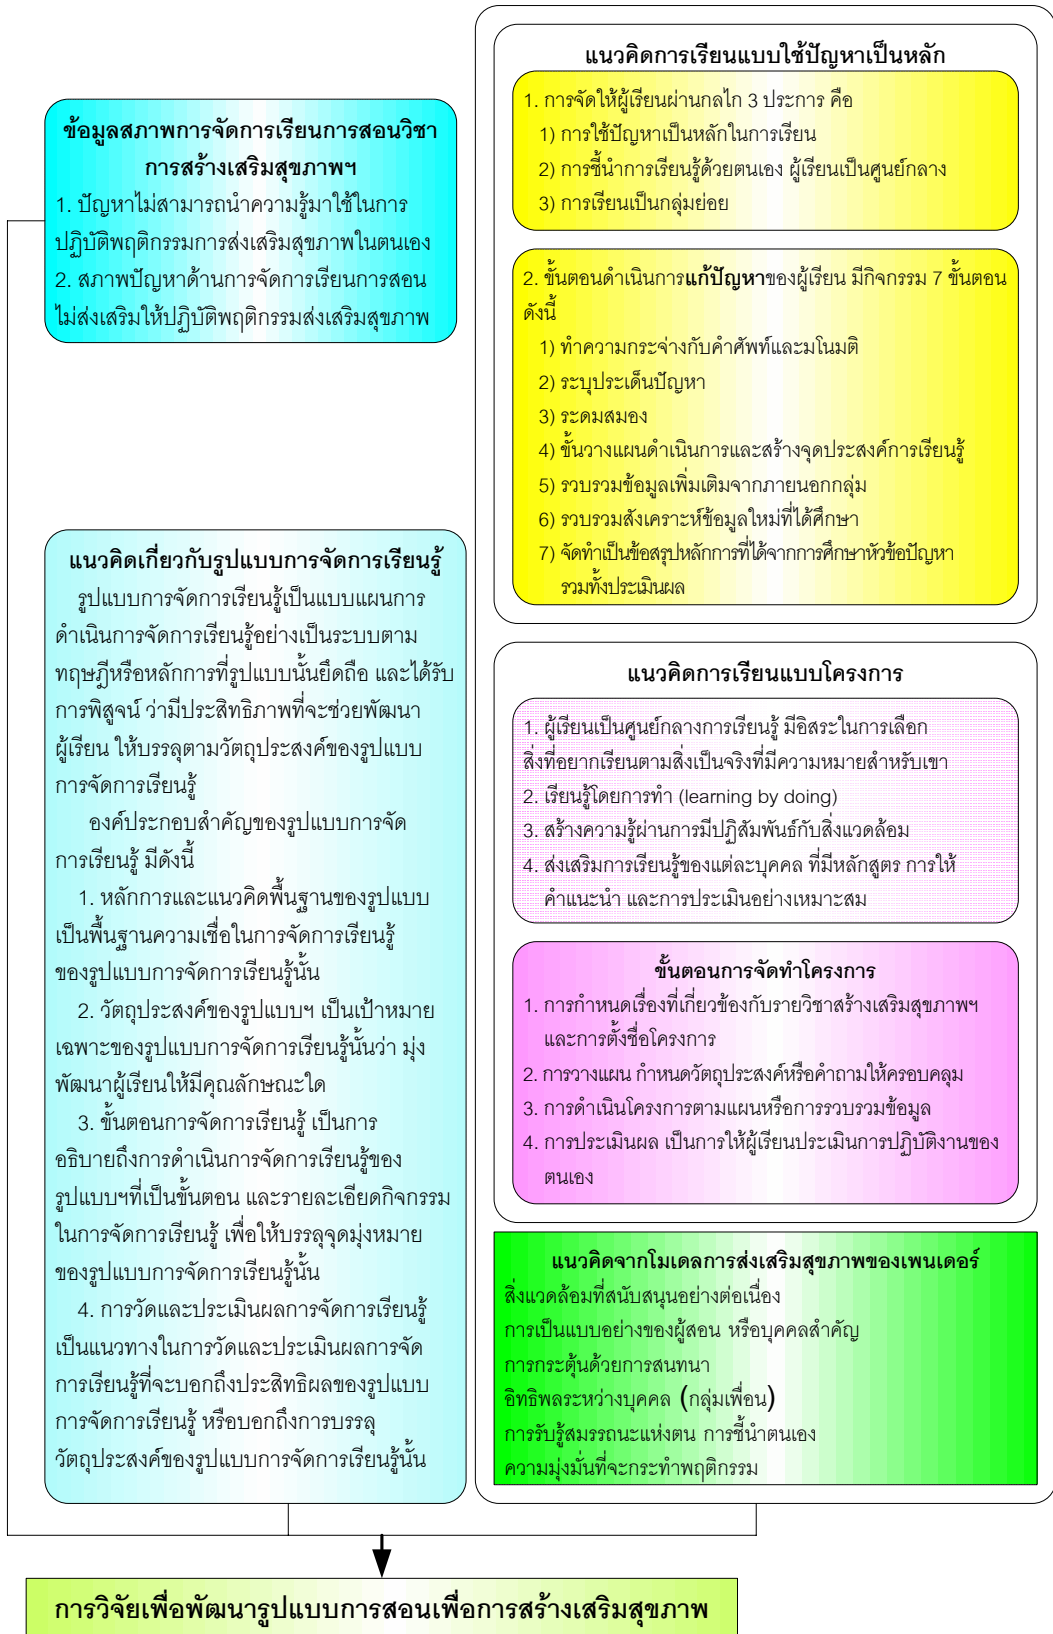 ข้อมูลสภาพการจัดการเรียนการสอนวิชา
การสร้างเสริมสุขภาพฯ
1. ปัญหาไม่สามารถนำความรู้มาใช้ในการ
ปฏิบัติพฤติกรรมการส่งเสริมสุขภาพในตนเอง
2. สภาพปัญหาด้านการจัดการเรียนการสอน
ไม่ส่งเสริมให้ปฏิบัติพฤติกรรมส่งเสริมสุขภาพ
แนวคิดเกี่ยวกับรูปแบบการจัดการเรียนรู้
รูปแบบการจัดการเรียนรู้เป็นแบบแผนการ
ดำเนินการจัดการเรียนรู้อย่างเป็นระบบตาม
ทฤษฎีหรือหลักการที่รูปแบบนั้นยึดถือ และได้รับ
การพิสูจน์ ว่ามีประสิทธิภาพที่จะช่วยพัฒนา
ผู้เรียน ให้บรรลุตามวัตถุประสงค์ของรูปแบบ
การจัดการเรียนรู้
องค์ประกอบสำคัญของรูปแบบการจัด
การเรียนรู้ มีดังนี้
1. หลักการและแนวคิดพื้นฐานของรูปแบบ
เป็นพื้นฐานความเชื่อในการจัดการเรียนรู้
ของรูปแบบการจัดการเรียนรู้นั้น
2. วัตถุประสงค์ของรูปแบบฯ เป็นเป้าหมาย
เฉพาะของรูปแบบการจัดการเรียนรู้นั้นว่า มุ่ง
พัฒนาผู้เรียนให้มีคุณลักษณะใด
3. ขั้นตอนการจัดการเรียนรู้ เป็นการ
อธิบายถึงการดำเนินการจัดการเรียนรู้ของ
รูปแบบฯที่เป็นขั้นตอน และรายละเอียดกิจกรรม
ในการจัดการเรียนรู้ เพื่อให้บรรลุจุดมุ่งหมาย
ของรูปแบบการจัดการเรียนรู้นั้น
4. การวัดและประเมินผลการจัดการเรียนรู้
เป็นแนวทางในการวัดและประเมินผลการจัด
การเรียนรู้ที่จะบอกถึงประสิทธิผลของรูปแบบ
การจัดการเรียนรู้ หรือบอกถึงการบรรลุ
วัตถุประสงค์ของรูปแบบการจัดการเรียนรู้นั้น
แนวคิดการเรียนแบบใช้ปัญหาเป็นหลัก
1. การจัดให้ผู้เรียนผ่านกลไก 3 ประการ คือ
1) การใช้ปัญหาเป็นหลักในการเรียน
2) การชี้นำการเรียนรู้ด้วยตนเอง ผู้เรียนเป็นศูนย์กลาง
3) การเรียนเป็นกลุ่มย่อย
2. ขั้นตอนดำเนินการแก้ปัญหาของผู้เรียน มีกิจกรรม 7 ขั้นตอน
ดังนี้
1) ทำความกระจ่างกับคำศัพท์และมโนมติ
2) ระบุประเด็นปัญหา
3) ระดมสมอง
4) ขั้นวางแผนดำเนินการและสร้างจุดประสงค์การเรียนรู้
5) รวบรวมข้อมูลเพิ่มเติมจากภายนอกกลุ่ม
6) รวบรวมสังเคราะห์ข้อมูลใหม่ที่ได้ศึกษา
7) จัดทำเป็นข้อสรุปหลักการที่ได้จากการศึกษาหัวข้อปัญหา
รวมทั้งประเมินผล
แนวคิดการเรียนแบบโครงการ
1. ผู้เรียนเป็นศูนย์กลางการเรียนรู้ มีอิสระในการเลือก
สิ่งที่อยากเรียนตามสิ่งเป็นจริงที่มีความหมายสำหรับเขา
2. เรียนรู้โดยการทำ (learning by doing)
3. สร้างความรู้ผ่านการมีปฏิสัมพันธ์กับสิ่งแวดล้อม
4. ส่งเสริมการเรียนรู้ของแต่ละบุคคล ที่มีหลักสูตร การให้
คำแนะนำ และการประเมินอย่างเหมาะสม
ขั้นตอนการจัดทำโครงการ
1. การกำหนดเรื่องที่เกี่ยวข้องกับรายวิชาสร้างเสริมสุขภาพฯ
และการตั้งชื่อโครงการ
2. การวางแผน กำหนดวัตถุประสงค์หรือคำถามให้ครอบคลุม
3. การดำเนินโครงการตามแผนหรือการรวบรวมข้อมูล
4. การประเมินผล เป็นการให้ผู้เรียนประเมินการปฏิบัติงานของ
ตนเอง
แนวคิดจากโมเดลการส่งเสริมสุขภาพของเพนเดอร์
สิ่งแวดล้อมที่สนับสนุนอย่างต่อเนื่อง
การเป็นแบบอย่างของผู้สอน หรือบุคคลสำคัญ
การกระตุ้นด้วยการสนทนา
อิทธิพลระหว่างบุคคล (กลุ่มเพื่อน)
การรับรู้สมรรถนะแห่งตน การชี้นำตนเอง
ความมุ่งมั่นที่จะกระทำพฤติกรรม
การวิจัยเพื่อพัฒนารูปแบบการสอนเพื่อการสร้างเสริมสุขภาพ